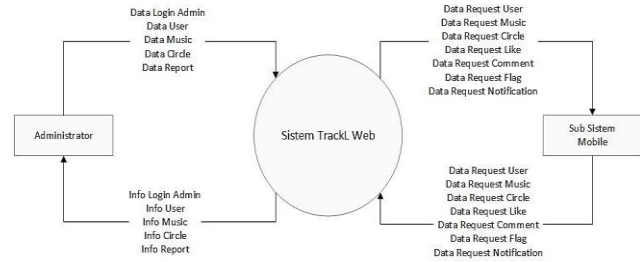 Data Login Admin
Data User
Data Music
Data Circle
Data Report
Data Request User
Data Request Music
Data Request Circle
Data Request Like
Data Request Comment
Data Request Flag
Data Request Notification
Administrator
Sistem TrackL Web
Sub Sistem
Mobile
Info Login Admin
Info User
Info Music
Info Circle
Info Report
Data Request User
Data Request Music
Data Request Circle
Data Request Like
Data Request Comment
Data Request Flag
Data Request Notification